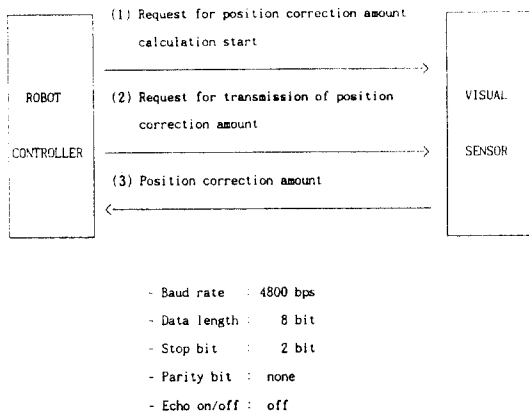 (1) Request for position correction amount
calculation start
ROBOT
CONTROLLER
(2) Request for transmission of position
correction amount
VISUAL
SENSOR
(3) Position correction amount
- Baud rate : 4800 bps
- Data length : 8 bit
- Stop bit : 2 bit
- Parity bit : none
- Echo on/off : off